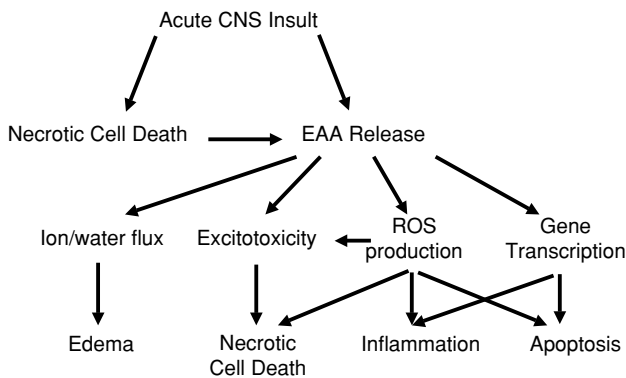 Acute CNS Insult
Necrotic Cell Death
EAA Release
Ion/water flux
Excitotoxicity
ROS
production
Gene
Transcription
Edema
Necrotic
Cell Death
Inflammation
Apoptosis